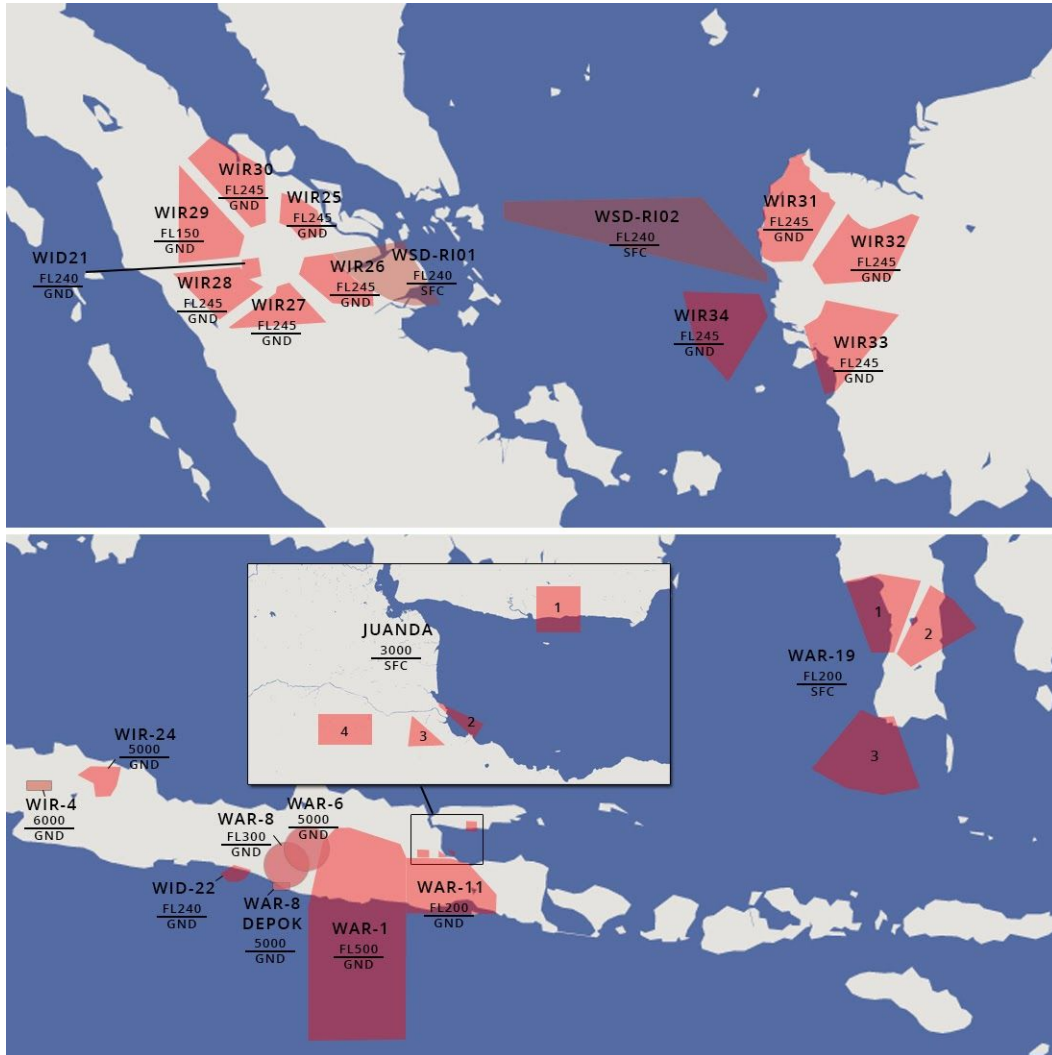 WIR30
FL245
GND
WIR25
FL245
GND
WIR29
FL150
GND
WID21
FL240
GND
WIR28
FL245
GND
WIR27
FL245
GND
WIR26
FL245
GND
WSD-RI01
FL240
SFC
WSD-RI02
FL240
SFC
WIR31
FL245
GND
WIR32
FL245
GND
WIR34
FL245
GND
WIR33
FL245
GND
JUANDA
3000
SFC
1
2
3
4
WAR-19
FL200
SFC
1
2
3
WIR-24
5000
GND
WIR-4
6000
GND
WAR-6
5000
GND
WAR-8
FL300
GND
WID-22
FL240
GND
WAR-8
DEPOK
5000
GND
WAR-11
FL200
GND
WAR-1
FL500
GND